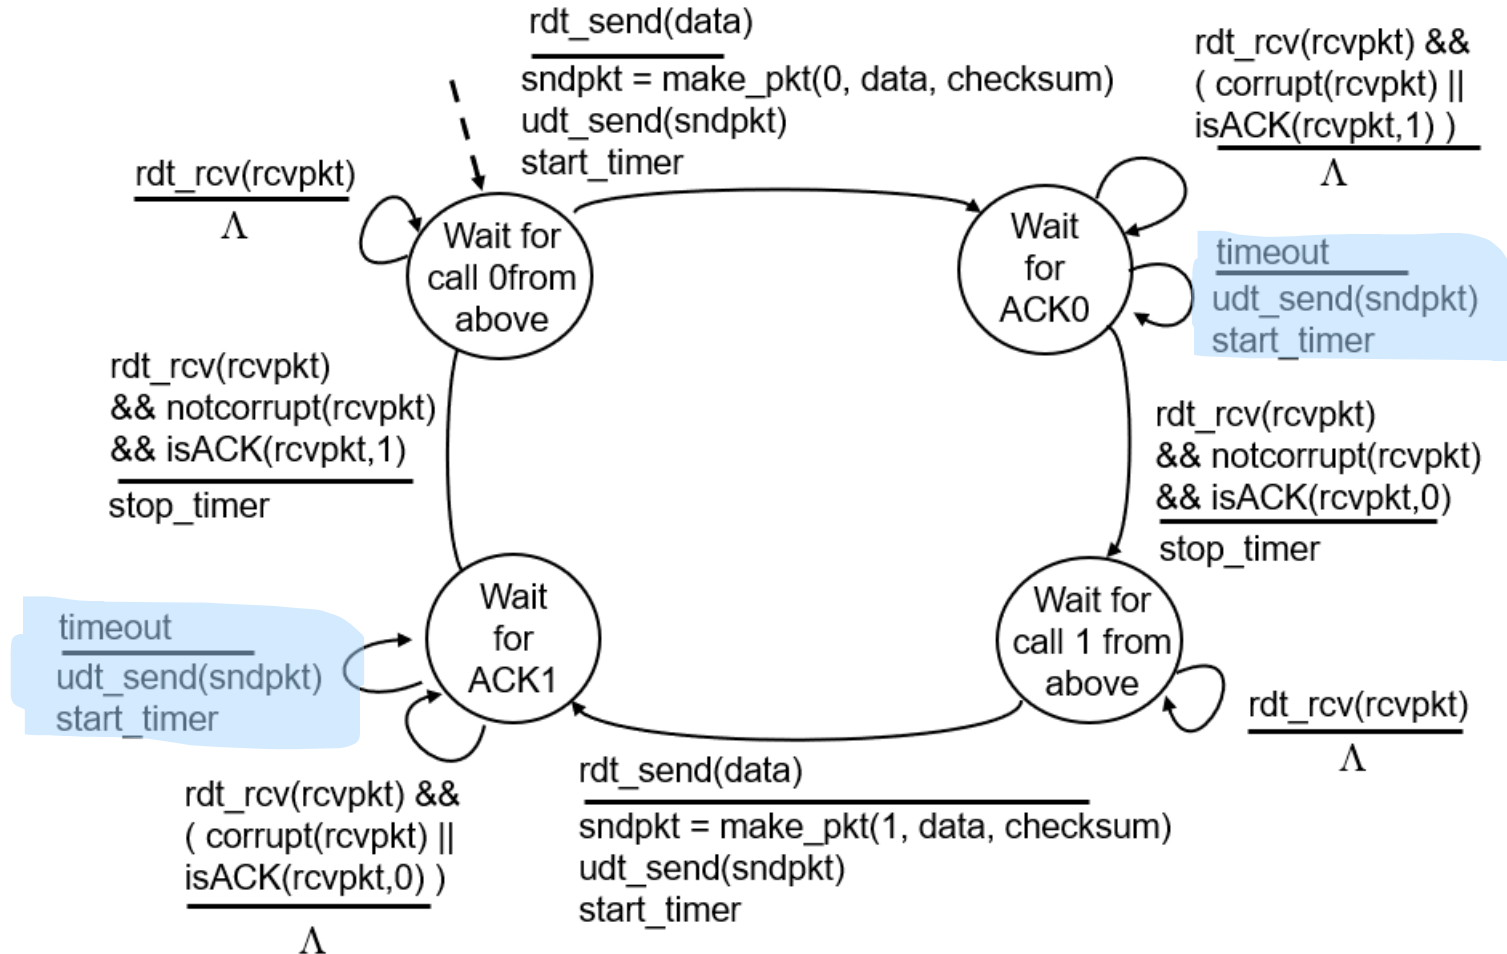 rdt_send(data)
sndpkt = make_pkt(0, data, checksum)
udt_send(sndpkt)
start_timer
rdt_rcv(rcvpkt) &&
( corrupt(rcvpkt) ||
isACK(rcvpkt,1) )
Λ
rdt_rcv(rcvpkt)
Λ
Wait for
call 0from
above
Wait
for
ACK0
timeout
udt_send(sndpkt)
start_timer
rdt_rcv(rcvpkt)
&& notcorrupt(rcvpkt)
&& isACK(rcvpkt,1)
stop_timer
rdt_rcv(rcvpkt)
&& notcorrupt(rcvpkt)
&& isACK(rcvpkt,0)
stop_timer
timeout
udt_send(sndpkt)
start_timer
Wait
for
ACK1
Wait for
call 1 from
above
rdt_rcv(rcvpkt)
Λ
rdt_rcv(rcvpkt) &&
( corrupt(rcvpkt) ||
isACK(rcvpkt,0) )
Λ
rdt_send(data)
sndpkt = make_pkt(1, data, checksum)
udt_send(sndpkt)
start_timer